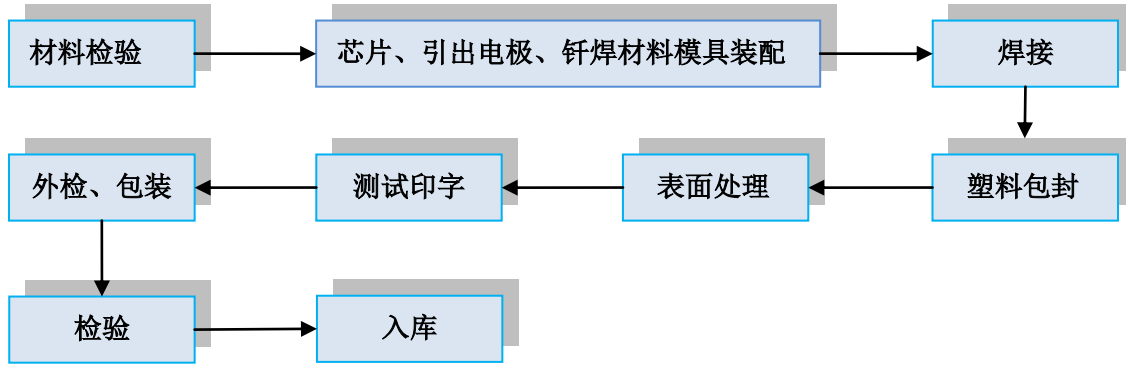 材料检验
芯片、引出电极、钎焊材料模具装配
焊接
塑料包封
表面处理
测试印字
外检、包装
检验
入库